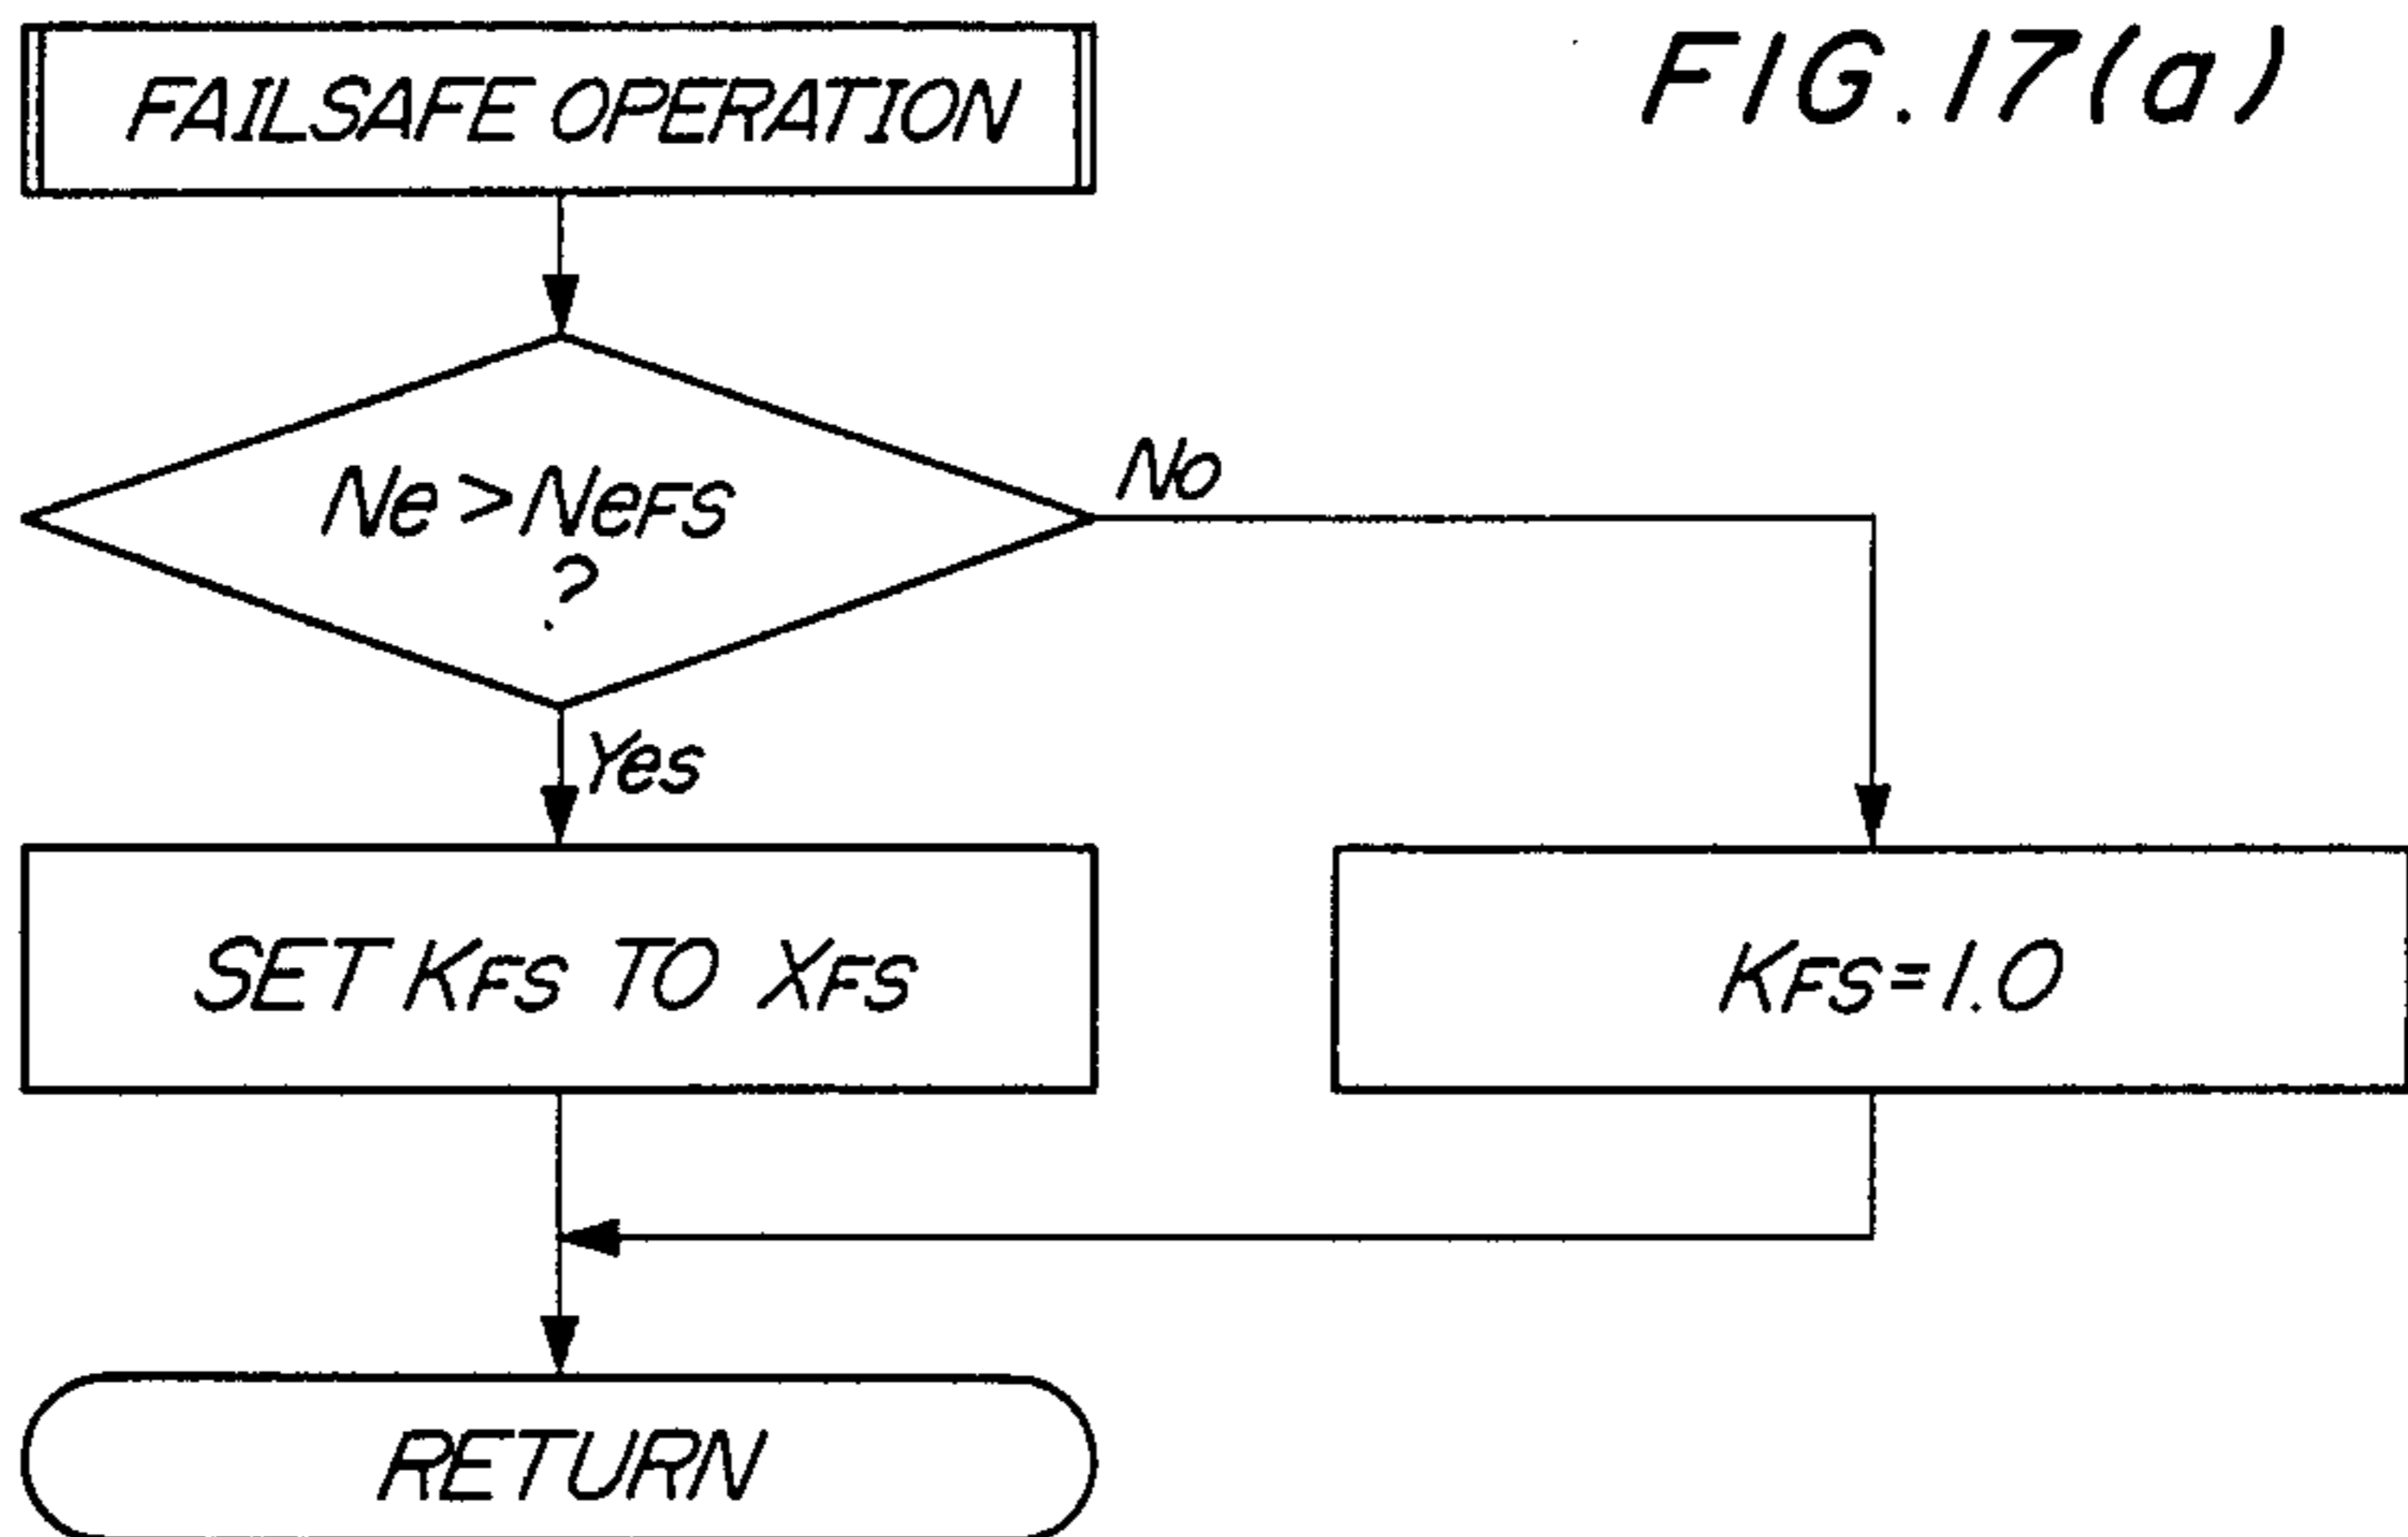 FIG.17(a)
FAILSAFE OPERATION
Ne>NeFS
?
No
Yes
SET KFS TO XFS
KFS=1.0
RETURN